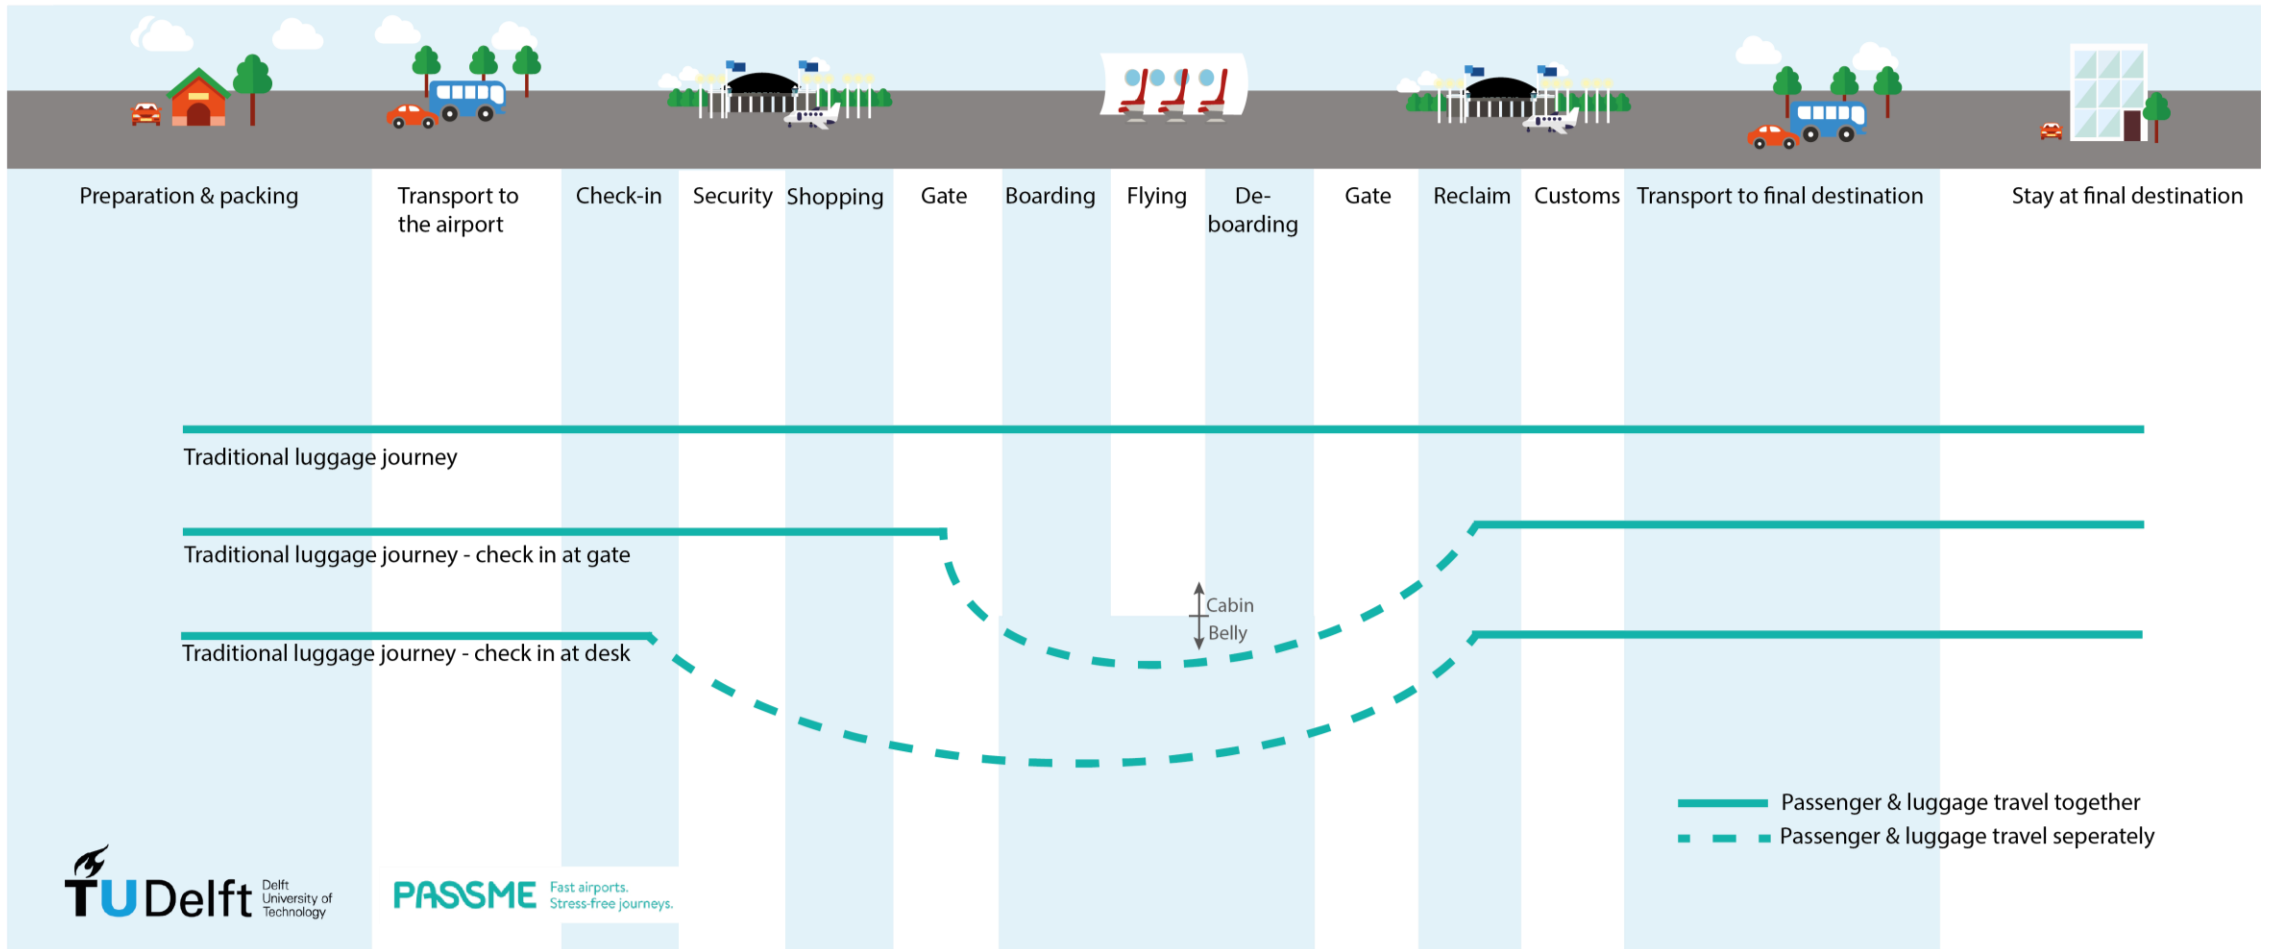 Preparation & packing
Transport to
the airport
Check-in
Security
Shopping
Gate
Boarding
Flying
De-
boarding
Gate
Reclaim
Customs
Transport to final destination
Stay at final destination
Traditional luggage journey
Traditional luggage journey - check in at gate
Cabin
Belly
Traditional luggage journey - check in at desk
Passenger & luggage travel together
Passenger & luggage travel seperately
TU Delft
Delft
University of
Technology
PASSME
Fast airports.
Stress-free journeys.